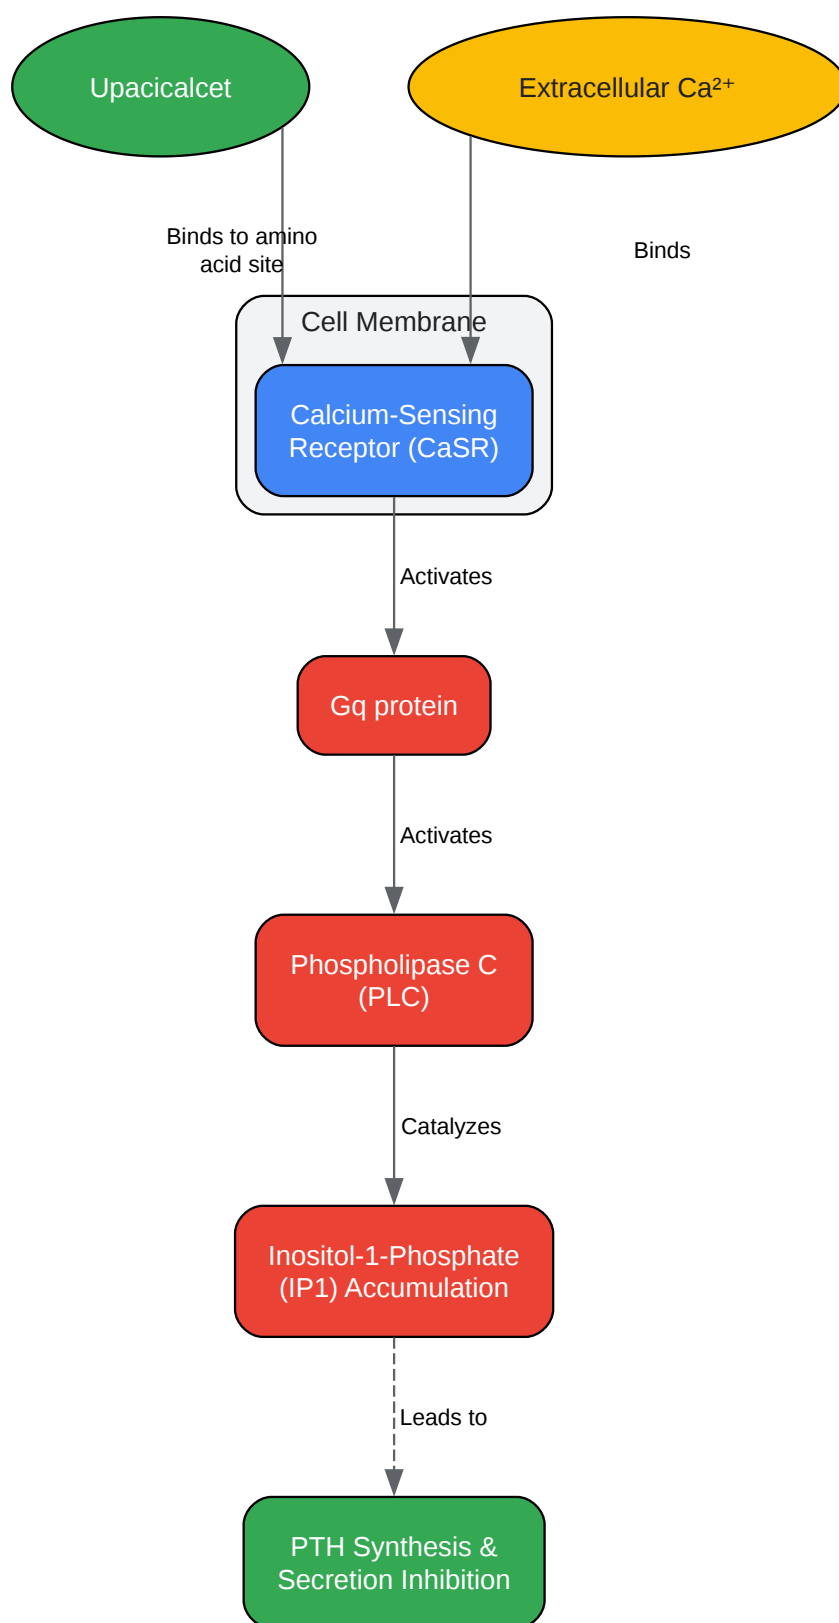 Upacicalcet
Extracellular Ca²⁺
Binds to amino
acid site
Binds
Cell Membrane
Calcium-Sensing
Receptor (CaSR)
Activates
Gq protein
Activates
Phospholipase C
(PLC)
Catalyzes
Inositol-1-Phosphate
(IP1) Accumulation
Leads to
PTH Synthesis &
Secretion Inhibition